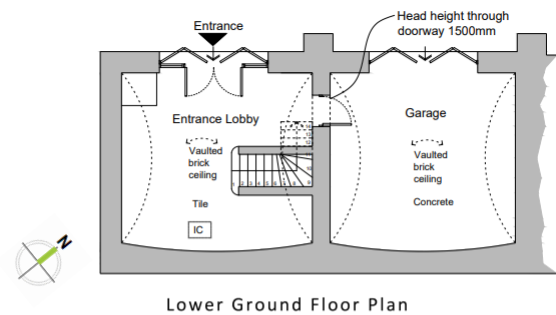 Entrance
Head height through
doorway 1500mm
Entrance Lobby
Garage
Vaulted
brick
ceiling
Vaulted
brick
ceiling
Tile
Concrete
IC
N
Lower Ground Floor Plan